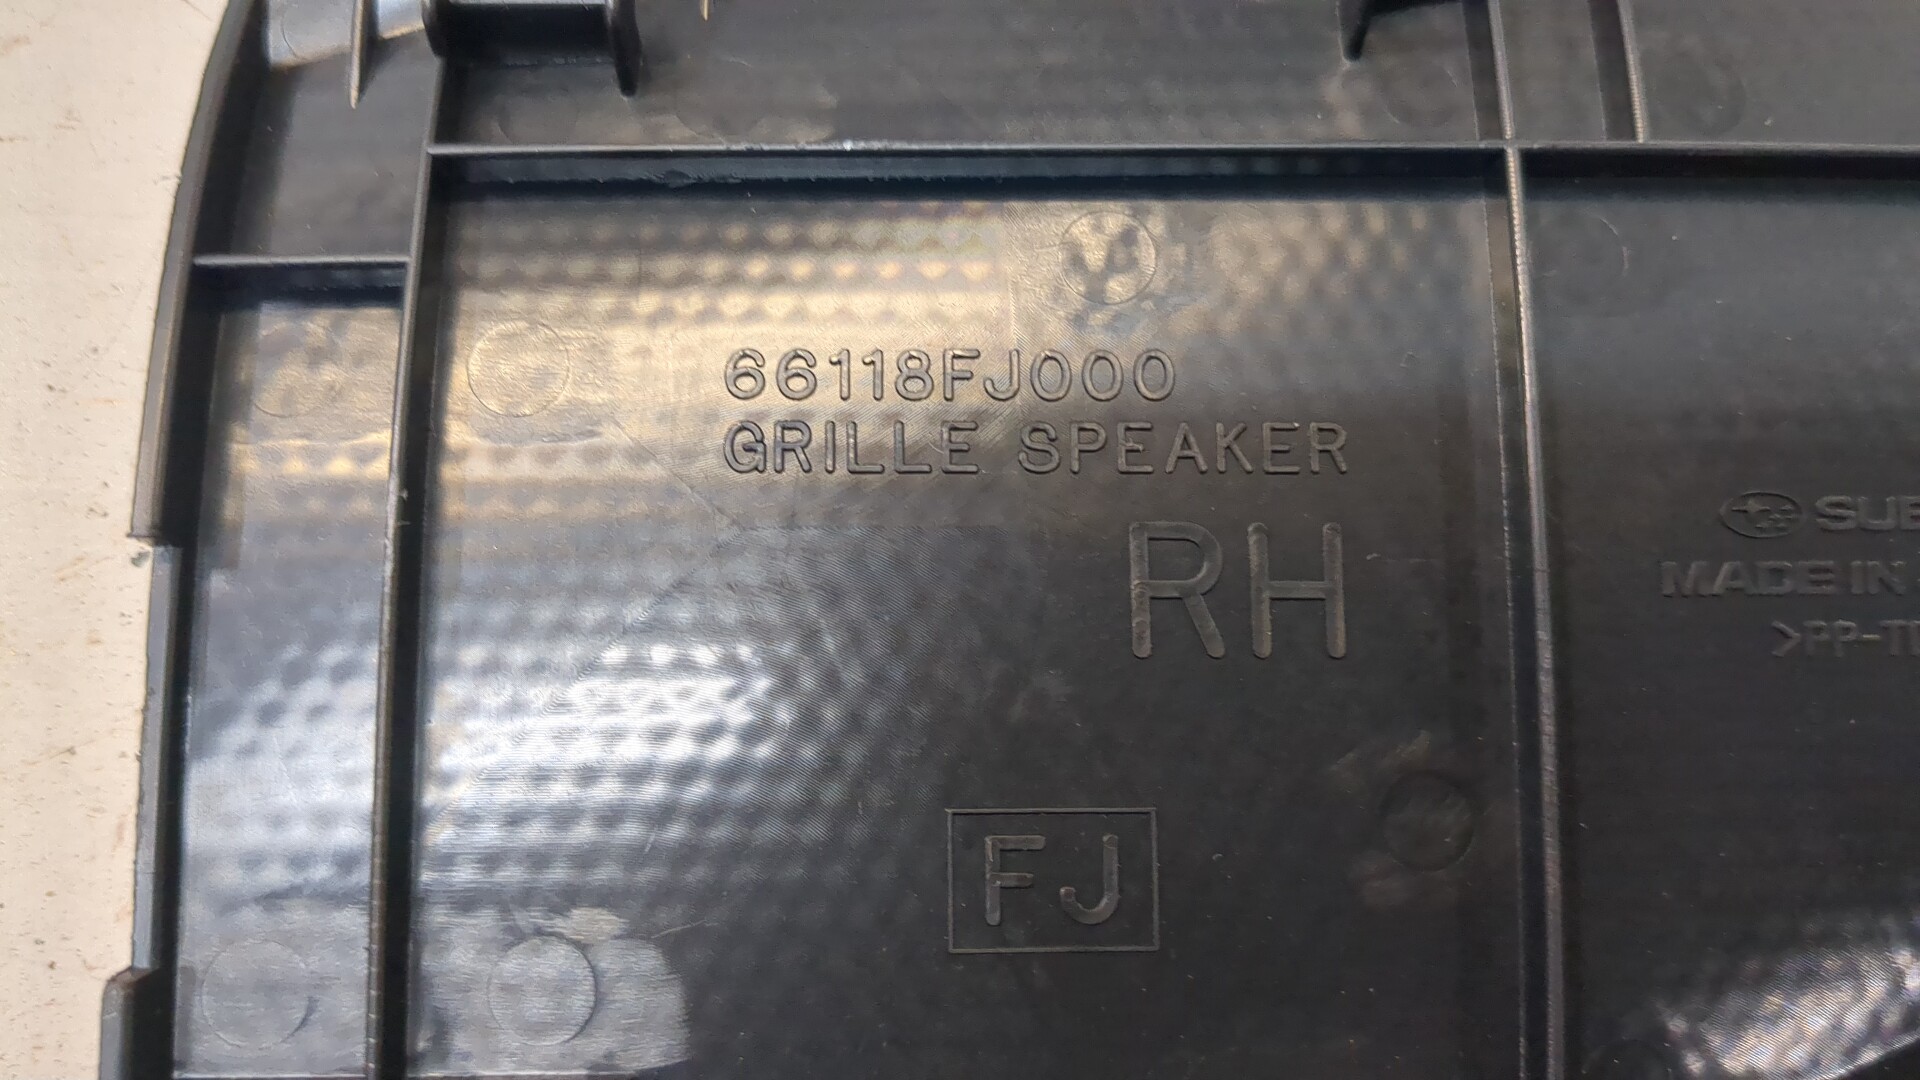 66118FJ000
GRILLE SPEAKER
RH
MADE IN
FJ